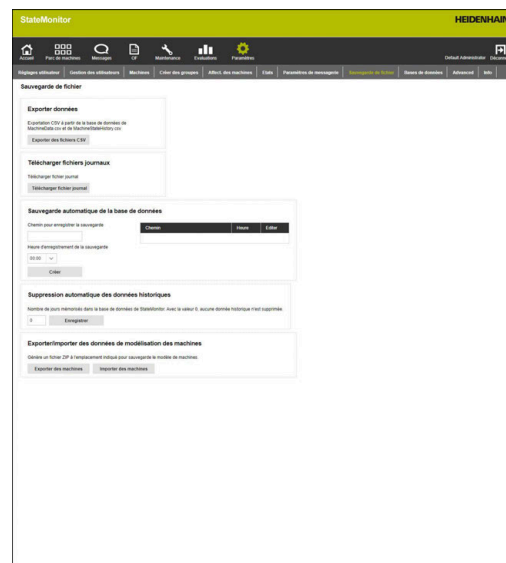 StateMonitor
HEIDENHAIN
Accueil Parc de machines Messages OF Maintenance Evaluations Paramètres Default Administrator
Réglages utilisateur Gestion des utilisateurs Machines Créer des groupes Affect. des machines Etats Paramètres de messagerie Sauvegarde de fichier Bases de données Advanced Info
Sauvegarde de fichier
Exporter données
Exportation CSV à partir de la base de données de
MachineData.csv et de MachineStateHistory.csv
Exporter des fichiers CSV
Télécharger fichiers journaux
Télécharger fichier journal
Télécharger fichier journal
Sauvegarde automatique de la base de données
Chemin pour enregistrer la sauvegarde
Chemin Heure Editer
Heure d'enregistrement de la sauvegarde
00:00
Créer
Suppression automatique des données historiques
Nombre de jours mémorisés dans la base de données de StateMonitor. Avec la valeur 0, aucune donnée historique n'est supprimée.
0 Enregistrer
Exporter/importer des données de modélisation des machines
Génère un fichier ZIP à l'emplacement indiqué pour sauvegarde le modèle de machines.
Exporter des machines Importer des machines